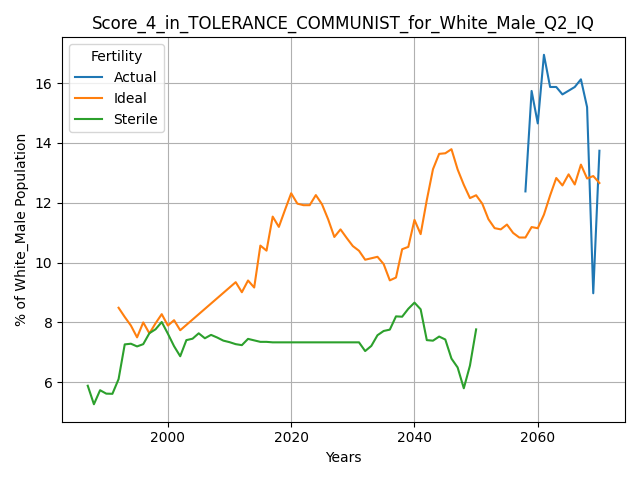 Score_4_in_TOLERANCE_COMMUNIST_for_White_Male_Q2_IQ
Fertility
Actual
Ideal
Sterile
% of White_Male Population
16
14
12
10
8
6
2000 2020 2040 2060
Years